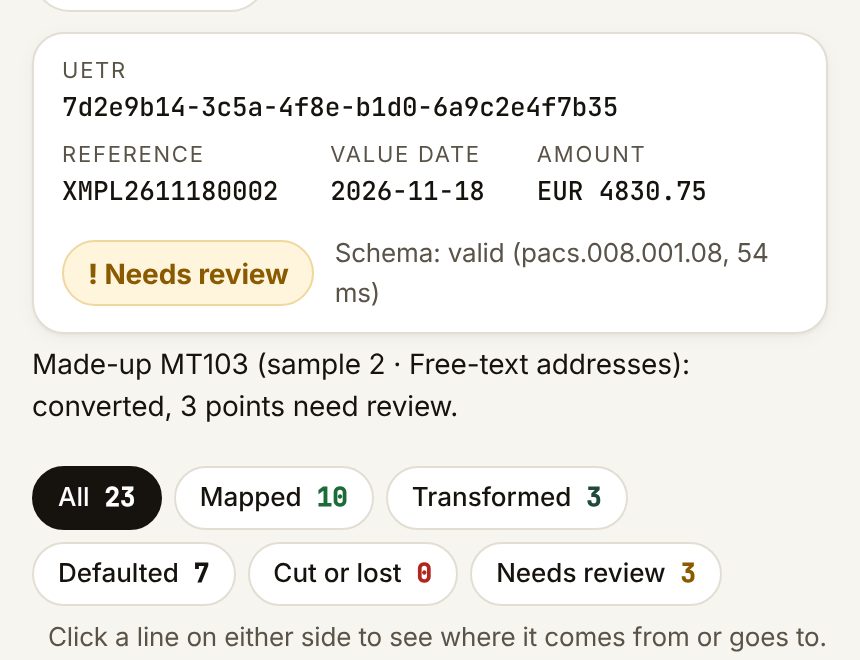 UETR
7d2e9b14-3c5a-4f8e-b1d0-6a9c2e4f7b35
REFERENCE VALUE DATE AMOUNT
XMPL2611180002 2026-11-18 EUR 4830.75
! Needs review
Schema: valid (pacs.008.001.08, 54
ms)
Made-up MT103 (sample 2 · Free-text addresses):
converted, 3 points need review.
All 23 Mapped 10 Transformed 3
Defaulted 7 Cut or lost 0 Needs review 3
Click a line on either side to see where it comes from or goes to.